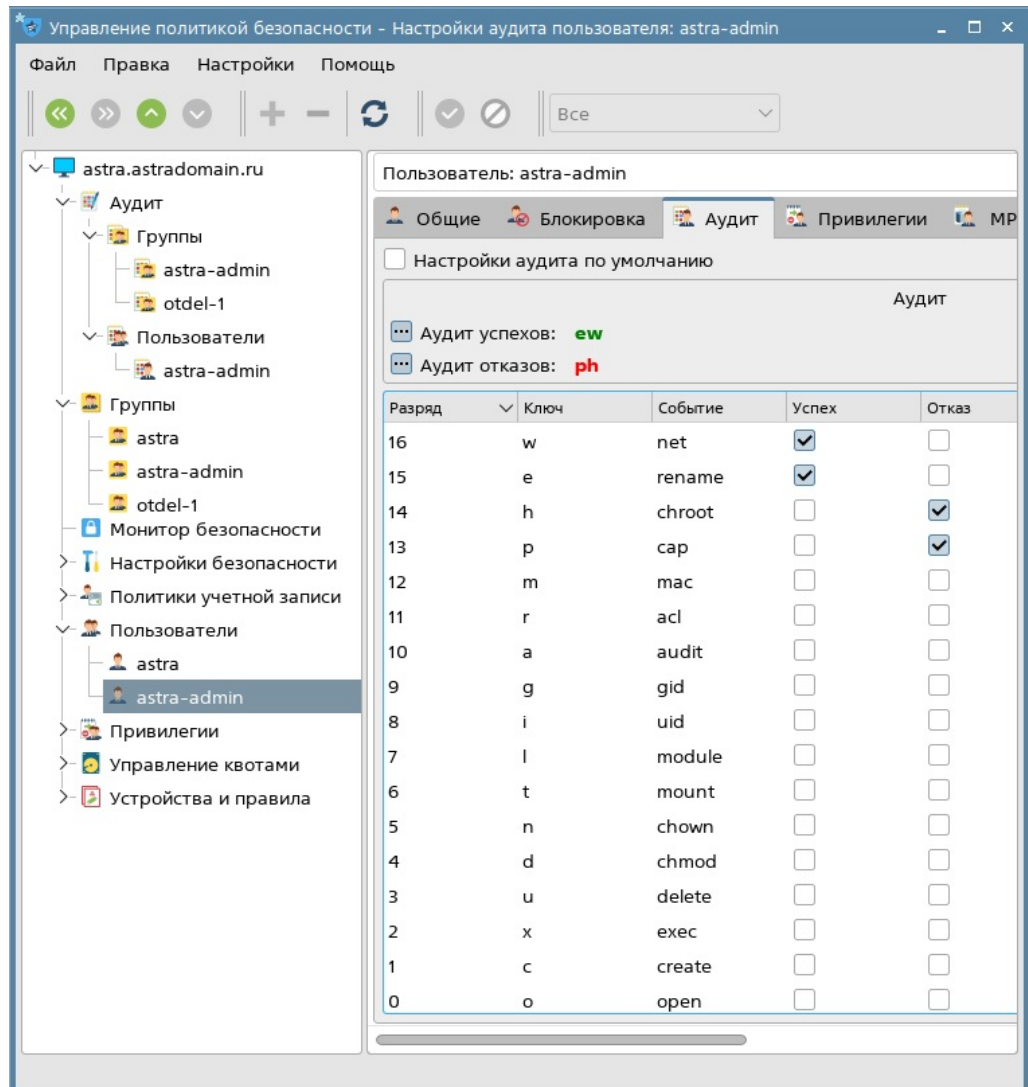 Управление политикой безопасности - Настройки аудита пользователя: astra-admin
Файл Правка Настройки Помощь
Все
astra.astradomain.ru
Аудит
Группы
astra-admin
otdel-1
Пользователи
astra-admin
Группы
astra
astra-admin
otdel-1
Монитор безопасности
Настройки безопасности
Политики учетной записи
Пользователи
astra
astra-admin
Привилегии
Управление квотами
Устройства и правила
Пользователь: astra-admin
Общие Блокировка Аудит Привилегии МР
Настройки аудита по умолчанию
Аудит
Аудит успехов: ew
Аудит отказов: ph
Разряд Ключ Событие Успех Отказ
16 w net
15 e rename
14 h chroot
13 p cap
12 m mac
11 r acl
10 a audit
9 g gid
8 i uid
7 l module
6 t mount
5 n chown
4 d chmod
3 u delete
2 x exec
1 c create
0 o open